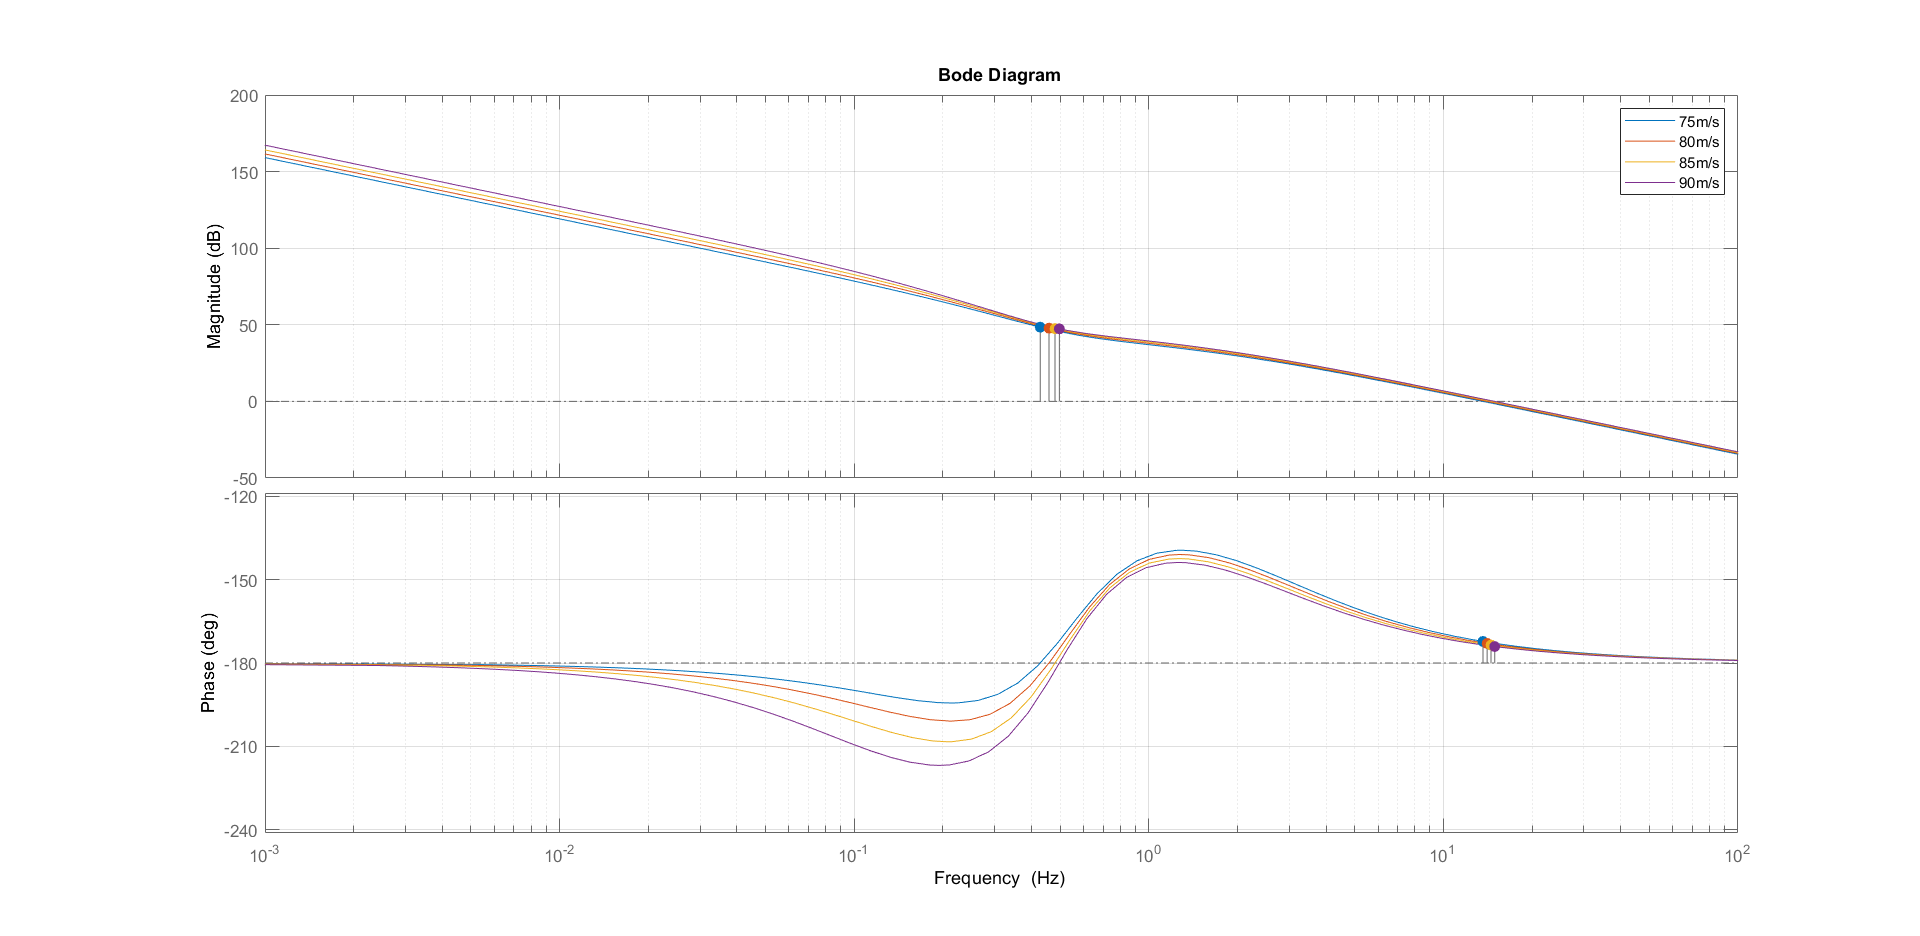 Bode Diagram
200
150
100
50
0
-50
Magnitude (dB)
75m/s
80m/s
85m/s
90m/s
-120
-150
-180
-210
-240
Phase (deg)
10^-3
10^-2
10^-1
10^0
10^1
10^2
Frequency (Hz)